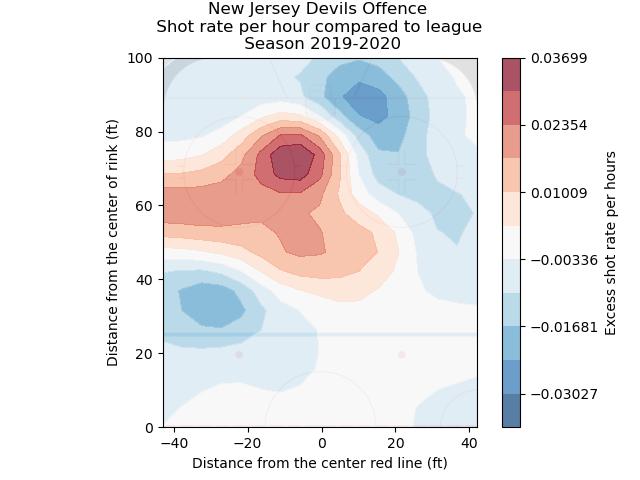 New Jersey Devils Offence
Shot rate per hour compared to league
Season 2019-2020
100
80
60
40
20
0
Distance from the center of rink (ft)
−40
−20
0
20
40
Distance from the center red line (ft)
0.03699
0.02354
0.01009
−0.00336
−0.01681
−0.03027
Excess shot rate per hours